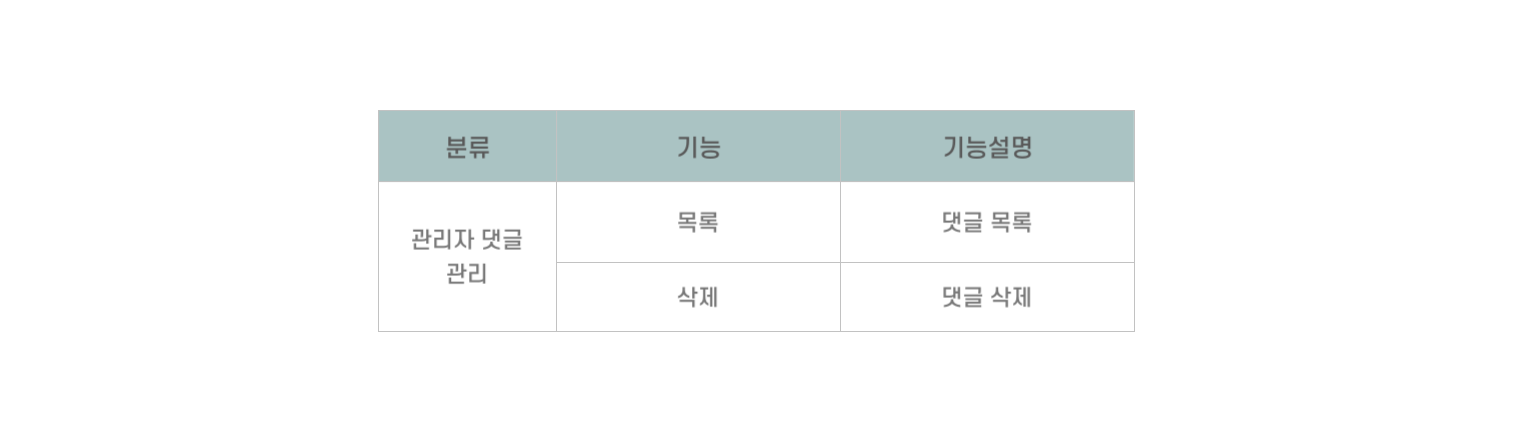 분류 기능 기능설명
관리자 댓글
관리
목록 댓글 목록
삭제 댓글 삭제